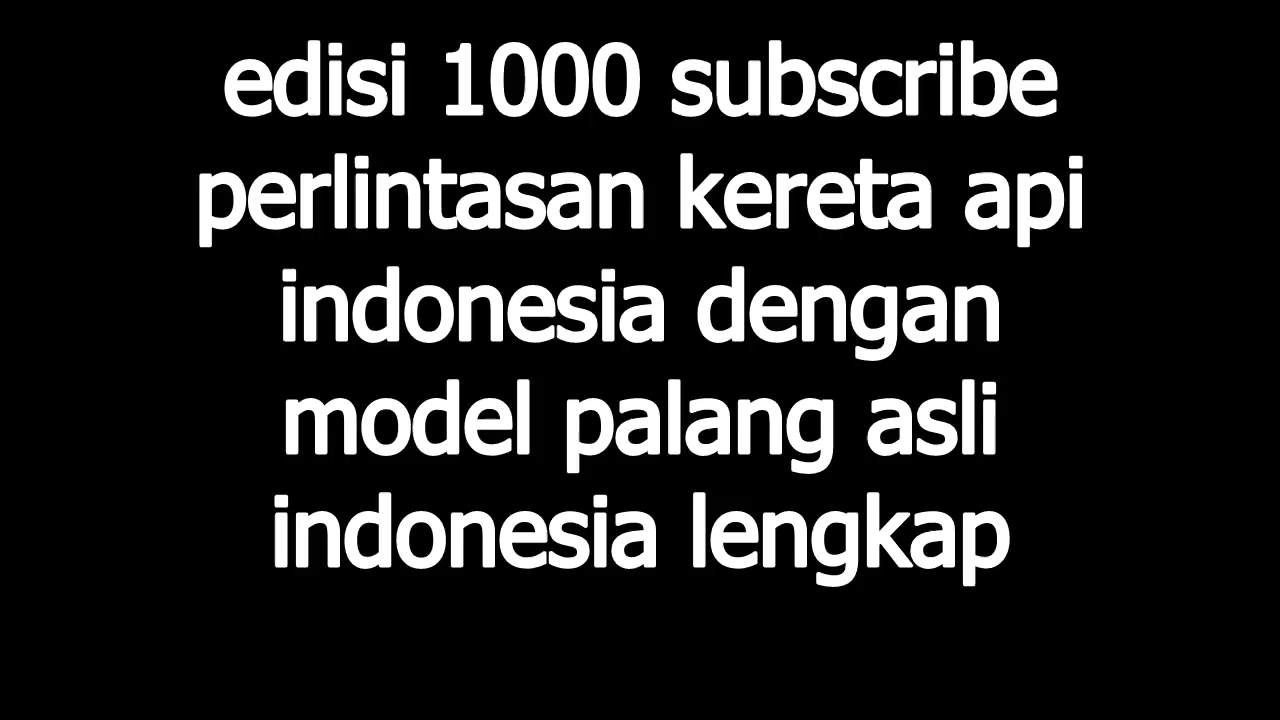 edisi 1000 subscribe
perlintasan kereta api
indonesia dengan
model palang asli
indonesia lengkap